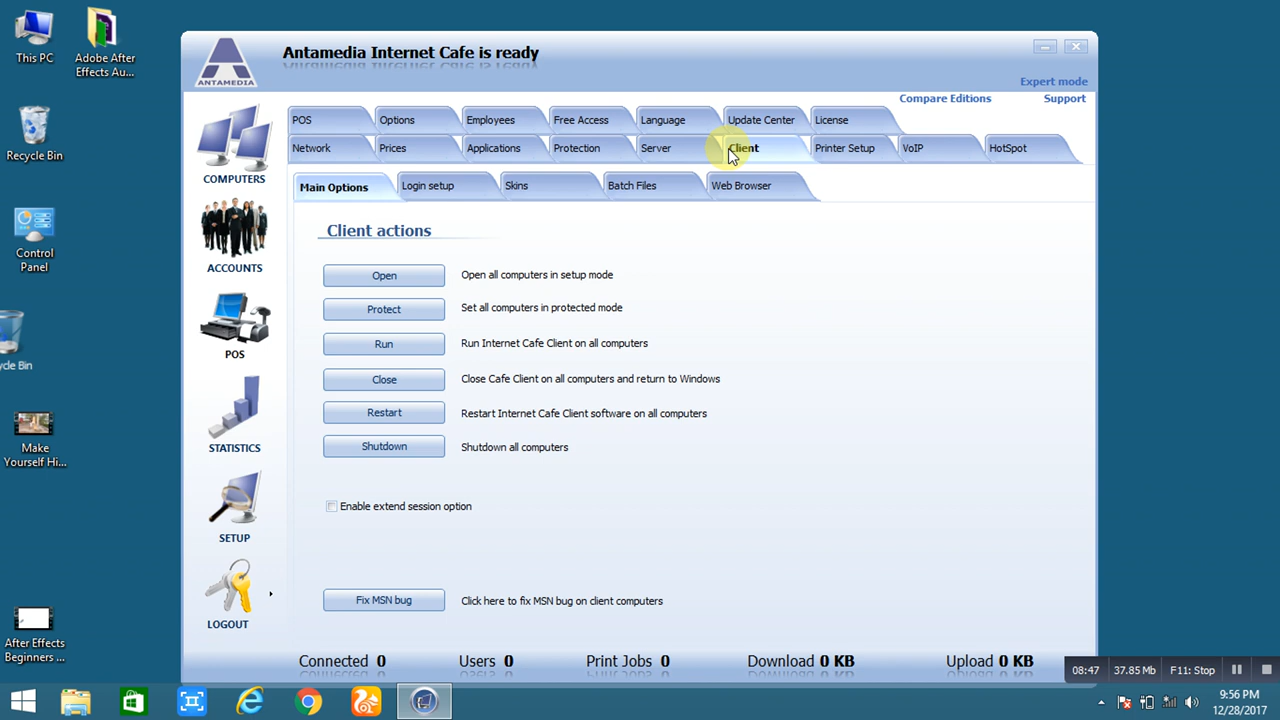 This PC
Adobe After
Effects Au...
Recycle Bin
Control
Panel
ycle Bin
Make
Yourself Hi...
After Effects
Beginners ...
ANTAMEDIA
Antamedia Internet Cafe is ready
Expert mode
Compare Editions
Support
POS
Options
Employees
Free Access
Language
Update Center
License
Network
Prices
Applications
Protection
Server
Client
Printer Setup
VoIP
HotSpot
Main Options
Login setup
Skins
Batch Files
Web Browser
COMPUTERS
ACCOUNTS
POS
STATISTICS
SETUP
LOGOUT
Client actions
Open
Open all computers in setup mode
Protect
Set all computers in protected mode
Run
Run Internet Cafe Client on all computers
Close
Close Cafe Client on all computers and return to Windows
Restart
Restart Internet Cafe Client software on all computers
Shutdown
Shutdown all computers
Enable extend session option
Fix MSN bug
Click here to fix MSN bug on client computers
Connected 0
Users 0
Print Jobs 0
Download 0 KB
Upload 0 KB
08:47
37.85 Mb
F11: Stop
9:56 PM
12/28/2017